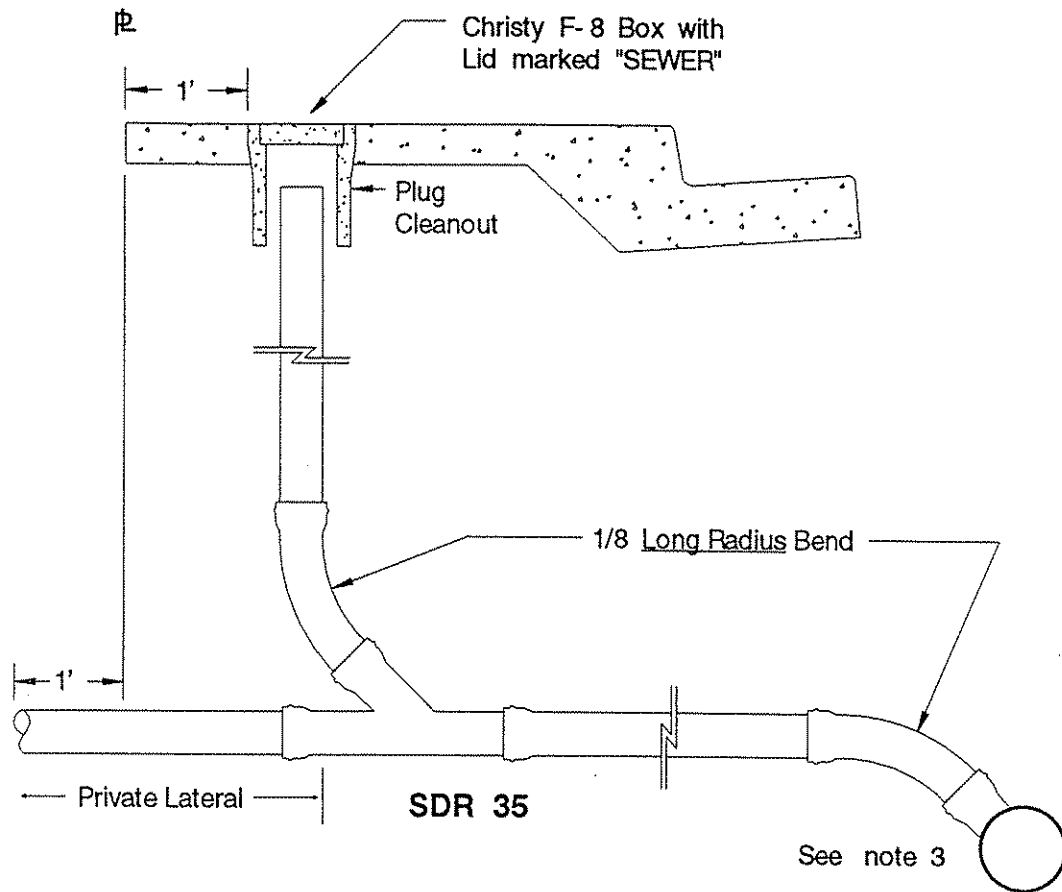 PL
Christy F-8 Box with
Lid marked "SEWER"
1'
Plug
Cleanout
1/8 Long Radius Bend
1'
Private Lateral
SDR 35
See note 3